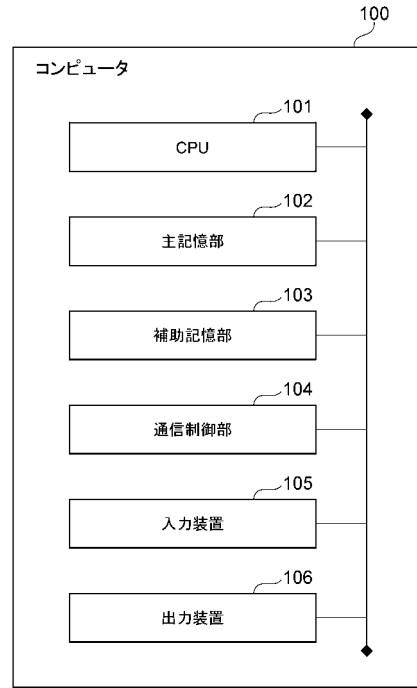 100
コンピュータ
101
CPU
102
主記憶部
103
補助記憶部
104
通信制御部
105
入力装置
106
出力装置